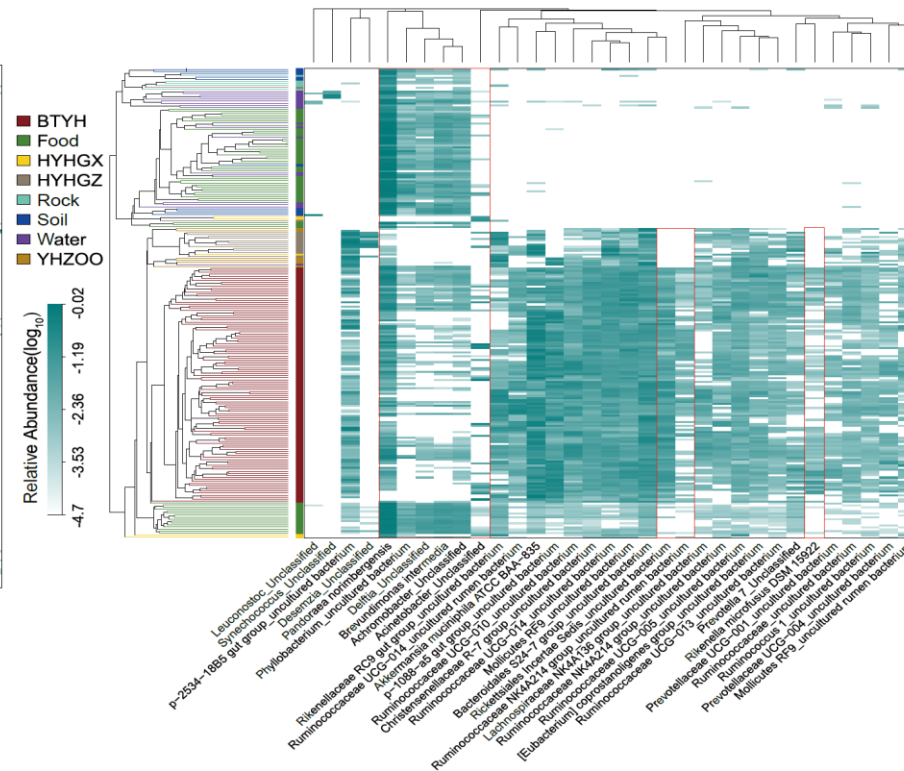 BTYH
Food
HYHGX
HYHGZ
Rock
Soil
Water
YHZOO
Relative Abundance(log10)
-0.02
-1.19
-2.36
-3.53
-4.7
Leuconostoc_Unclassified
Synechococcus_Unclassified
p-2534-18B5 gut group_uncultured bacterium
Desemzia_Unclassified
Pandoraea norimbergensis
Phyllobacterium_uncultured bacterium
Delftia_Unclassified
Brevundimonas intermedia
Achromobacter_Unclassified
Acinetobacter_Unclassified
Rikenellaceae RC9 gut group_uncultured bacterium
Ruminococcaceae UCG-014_uncultured rumen bacterium
Akkermansia muciniphila ATCC BAA-835
p-1088-a5 gut group_uncultured bacterium
Ruminococcaceae UCG-010_uncultured bacterium
Christensenellaceae R-7 group_uncultured bacterium
Ruminococcaceae UCG-014_uncultured bacterium
Mollicutes RF9_uncultured bacterium
Bacteroidales S24-7 group_uncultured bacterium
Rickettsiales Incertae Sedis_uncultured bacterium
Ruminococcaceae NK4A214 group_uncultured rumen bacterium
Lachnospiraceae NK4A136 group_uncultured bacterium
Ruminococcaceae NK4A214 group_uncultured bacterium
Ruminococcaceae UCG-005_uncultured bacterium
[Eubacterium] coprostanoligenes group_uncultured bacterium
Ruminococcaceae UCG-013_uncultured bacterium
Prevotella 7_Unclassified
Rikenella microfusus DSM 15922
Prevotellaceae UCG-001_uncultured bacterium
Ruminococcaceae_uncultured bacterium
Ruminococcus 1_uncultured bacterium
Prevotellaceae UCG-004_uncultured bacterium
Mollicutes RF9_uncultured rumen bacterium